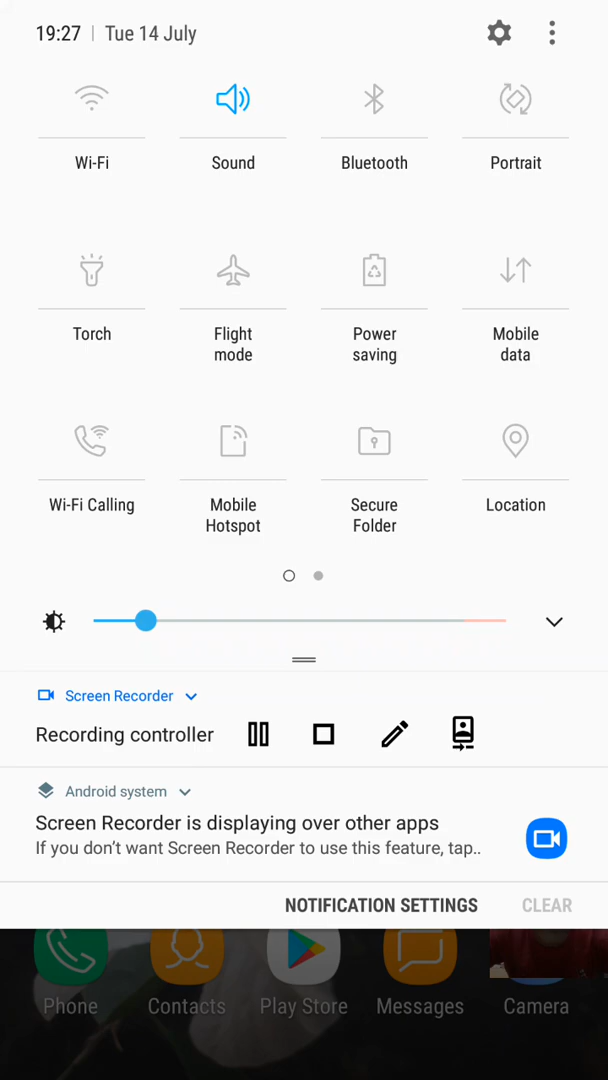 19:27 | Tue 14 July
Wi-Fi
Sound
Bluetooth
Portrait
Torch
Flight
mode
Power
saving
Mobile
data
Wi-Fi Calling
Mobile
Hotspot
Secure
Folder
Location
Screen Recorder
Recording controller
Android system
Screen Recorder is displaying over other apps
If you don't want Screen Recorder to use this feature, tap..
NOTIFICATION SETTINGS
CLEAR
Phone
Contacts
Play Store
Messages
Camera